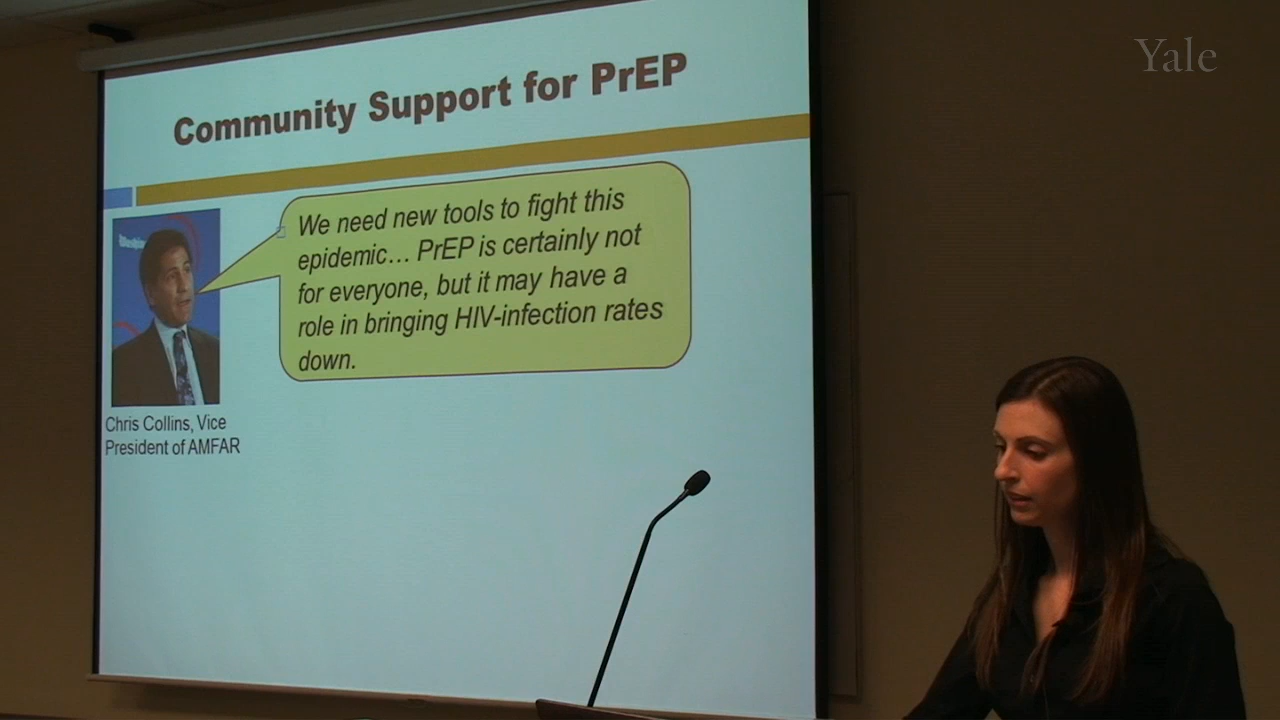 Yale
Community Support for PrEP
We need new tools to fight this
epidemic… PrEP is certainly not
for everyone, but it may have a
role in bringing HIV-infection rates
down.
Chris Collins, Vice
President of AMFAR